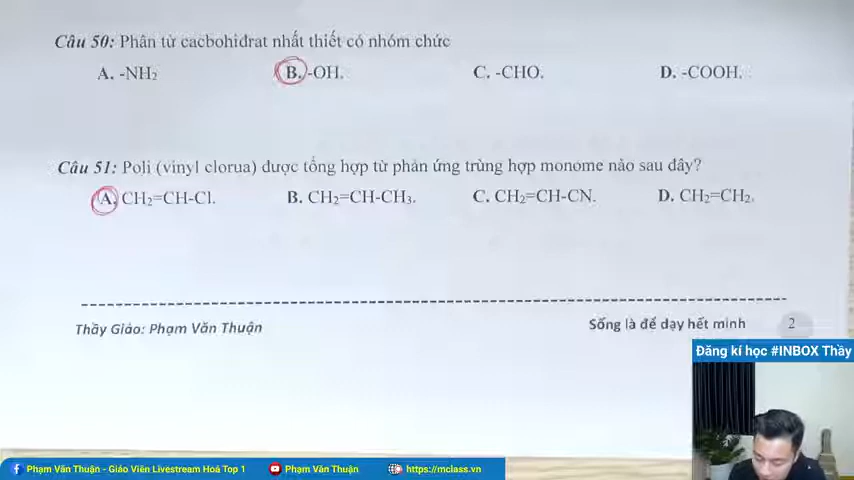 Câu 50: Phân tử cacbohiđrat nhất thiết có nhóm chức
A. -NH₂ B. -OH. C. -CHO. D. -COOH.
Câu 51: Poli (vinyl clorua) được tổng hợp từ phản ứng trùng hợp monome nào sau đây?
A. CH₂=CH-Cl. B. CH₂=CH-CH₃. C. CH₂=CH-CN. D. CH₂=CH₂.
Thầy Giáo: Phạm Văn Thuận Sống là để dạy hết mình 2
Đăng kí học #INBOX Thầy
Phạm Văn Thuận - Giáo Viên Livestream Hoá Top 1 Phạm Văn Thuận https://mclass.vn